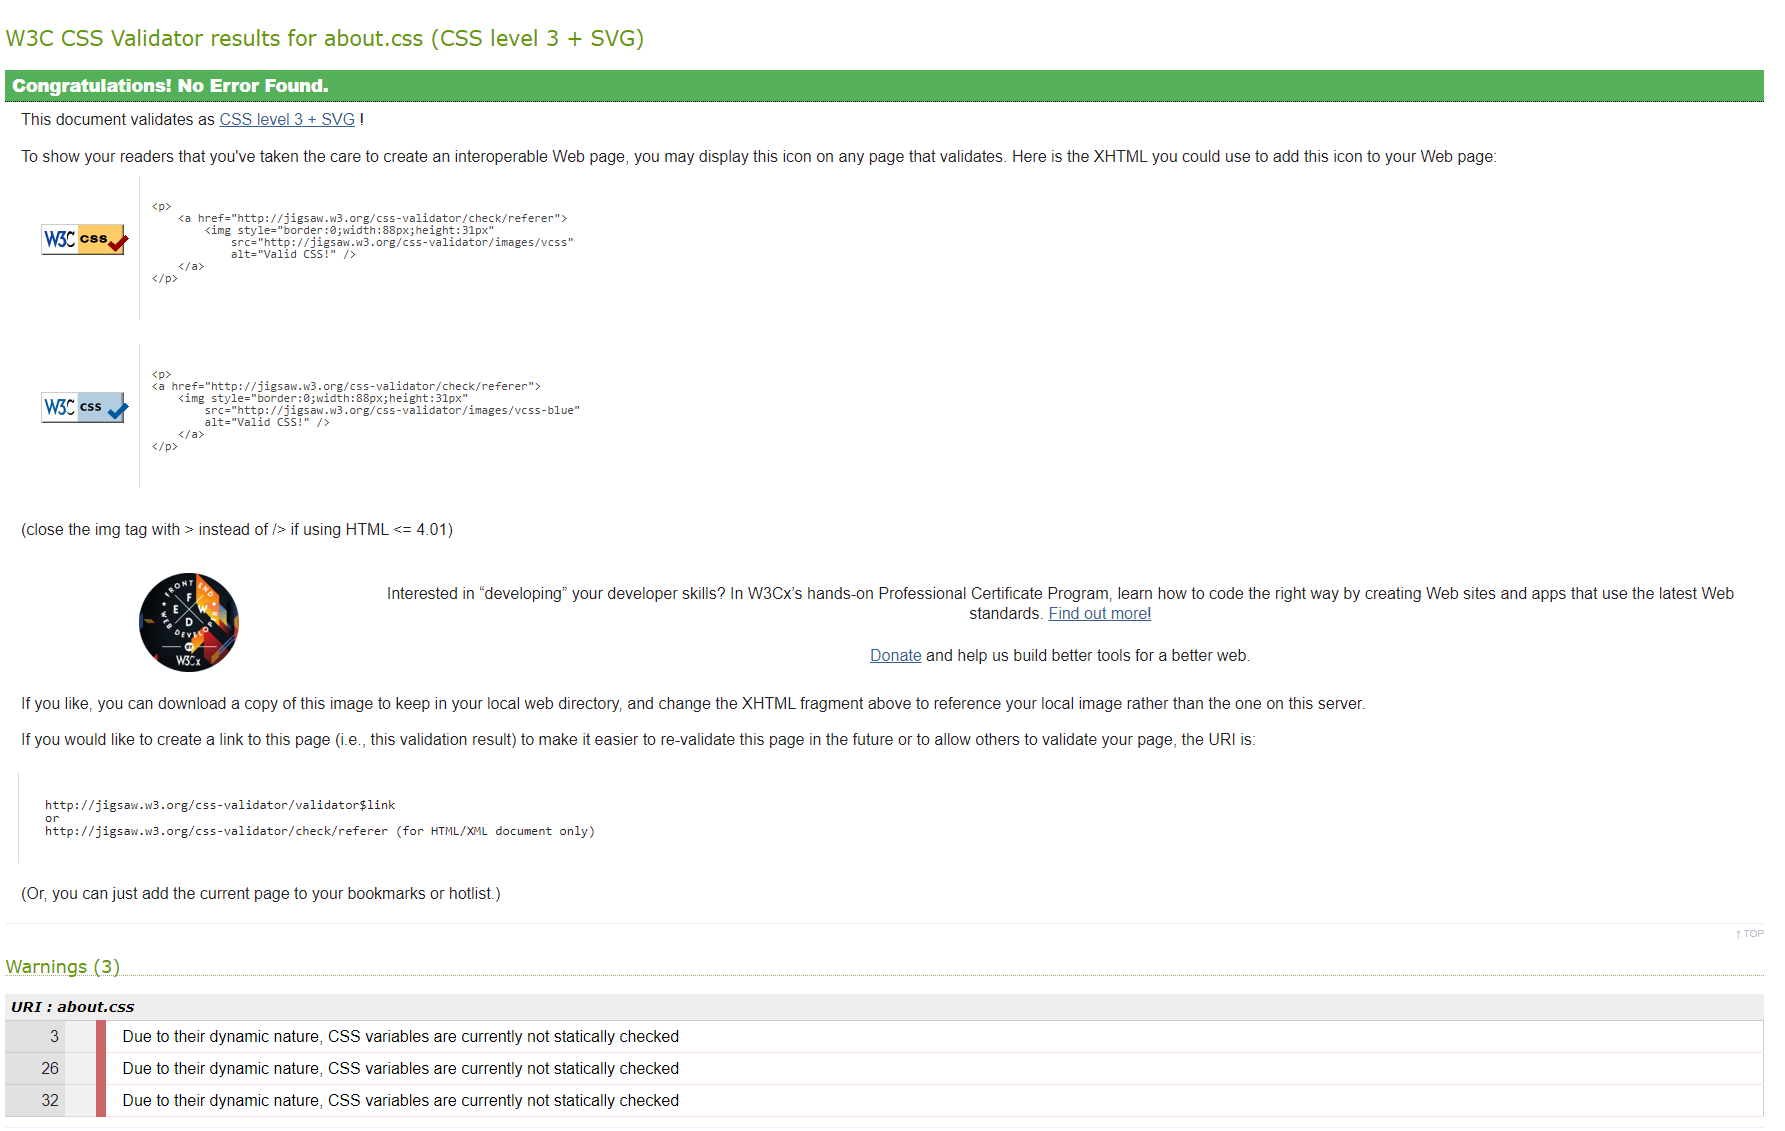 W3C CSS Validator results for about.css (CSS level 3 + SVG)
Congratulations! No Error Found.
This document validates as CSS level 3 + SVG !
To show your readers that you've taken the care to create an interoperable Web page, you may display this icon on any page that validates. Here is the XHTML you could use to add this icon to your Web page:
W3C css
<p>
<a href="http://jigsaw.w3.org/css-validator/check/referer">
<img style="border:0;width:88px;height:31px"
src="http://jigsaw.w3.org/css-validator/images/vcss"
alt="Valid CSS!" />
</a>
</p>
W3C css
<p>
<a href="http://jigsaw.w3.org/css-validator/check/referer">
<img style="border:0;width:88px;height:31px"
src="http://jigsaw.w3.org/css-validator/images/vcss-blue"
alt="Valid CSS!" />
</a>
</p>
(close the img tag with > instead of /> if using HTML <= 4.01)
FRONT END
F
E W
D
WEB DEVELOPER
BY
W3Cx
Interested in “developing” your developer skills? In W3Cx’s hands-on Professional Certificate Program, learn how to code the right way by creating Web sites and apps that use the latest Web
standards. Find out more!
Donate and help us build better tools for a better web.
If you like, you can download a copy of this image to keep in your local web directory, and change the XHTML fragment above to reference your local image rather than the one on this server.
If you would like to create a link to this page (i.e., this validation result) to make it easier to re-validate this page in the future or to allow others to validate your page, the URI is:
http://jigsaw.w3.org/css-validator/validator$link
or
http://jigsaw.w3.org/css-validator/check/referer (for HTML/XML document only)
(Or, you can just add the current page to your bookmarks or hotlist.)
↑ TOP
Warnings (3)
URI : about.css
3 Due to their dynamic nature, CSS variables are currently not statically checked
26 Due to their dynamic nature, CSS variables are currently not statically checked
32 Due to their dynamic nature, CSS variables are currently not statically checked